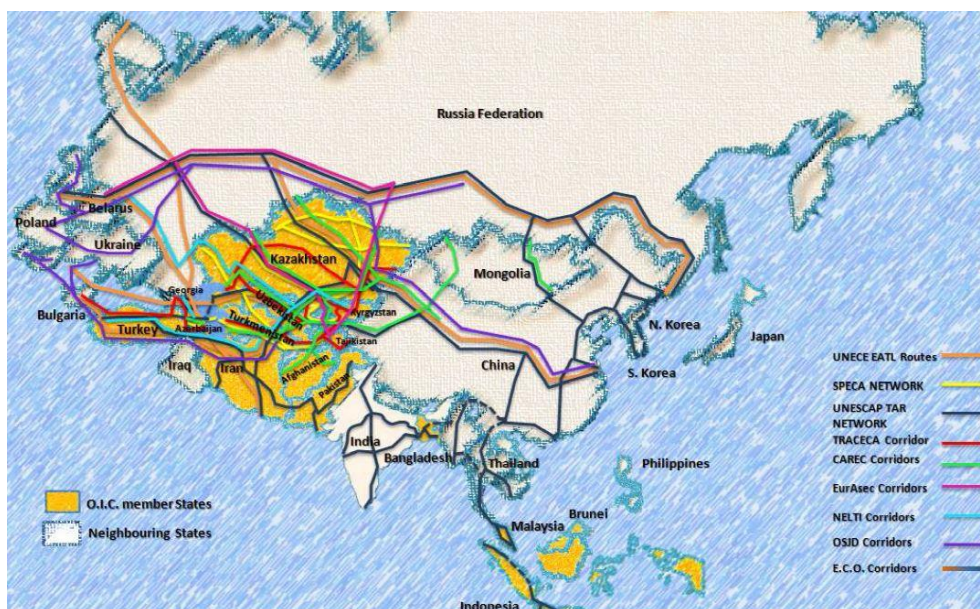 Russia Federation
Belarus
Poland
Ukraine
Kazakhstan
Mongolia
Georgia
Uzbekistan
Bulgaria
Turkey
Azerbaijan
Turkmenistan
Kyrgyzstan
N. Korea
Japan
Tajikistan
Iraq
Iran
Afghanistan
China
S. Korea
Pakistan
India
Bangladesh
Thailand
Philippines
Brunei
Malaysia
Indonesia
O.I.C. member States
Neighbouring States
UNECE EATL Routes
SPECA NETWORK
UNESCAP TAR
NETWORK
TRACECA Corridor
CAREC Corridors
EurAsec Corridors
NELTI Corridors
OSJD Corridors
E.C.O. Corridors